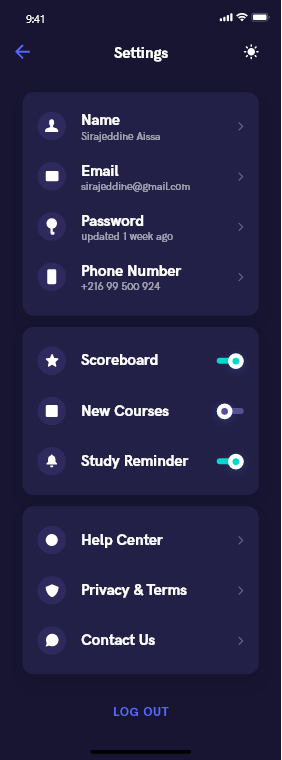 9:41
Settings
Name
Sirajeddine Aissa
Email
sirajeddine@gmail.com
Password
updated 1 week ago
Phone Number
+216 99 500 924
Scoreboard
New Courses
Study Reminder
Help Center
Privacy & Terms
Contact Us
LOG OUT